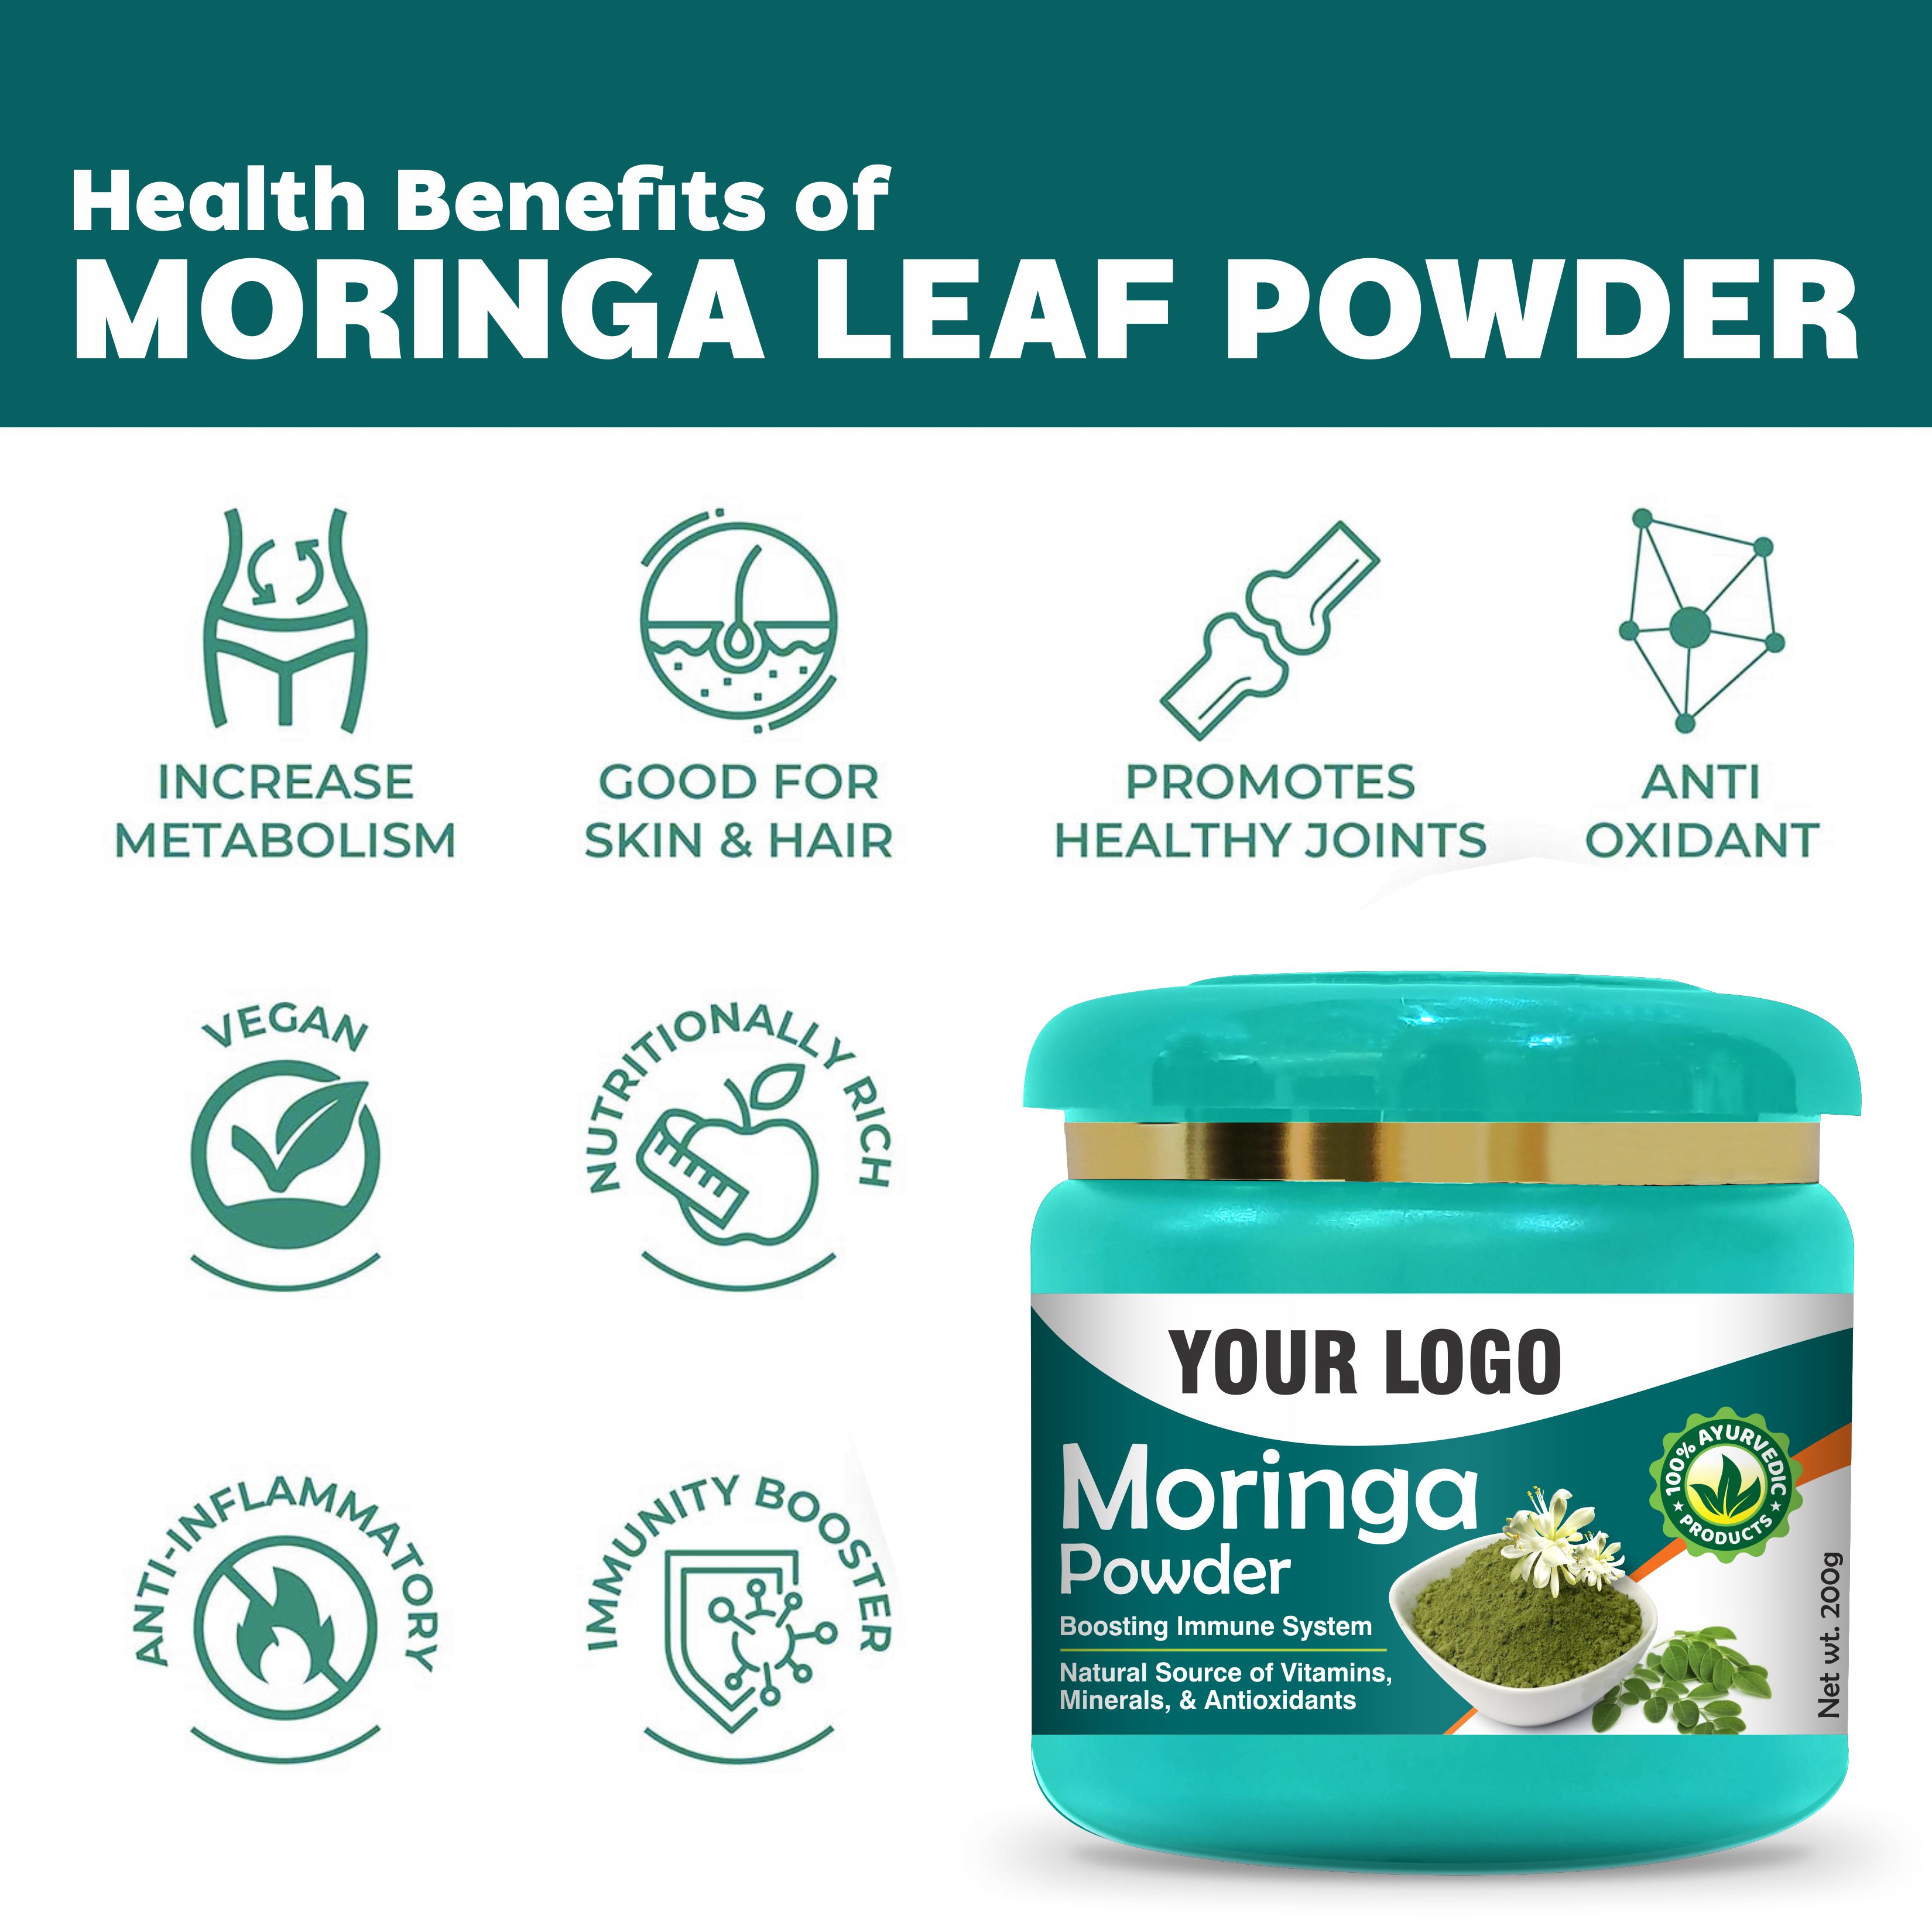 Health Benefits of
MORINGA LEAF POWDER
INCREASE
METABOLISM
GOOD FOR
SKIN & HAIR
PROMOTES
HEALTHY JOINTS
ANTI
OXIDANT
VEGAN
NUTRITIONALLY RICH
ANTI-INFLAMMATORY
IMMUNITY BOOSTER
YOUR LOGO
Moringa
Powder
Boosting Immune System
Natural Source of Vitamins,
Minerals, & Antioxidants
100% AYURVEDIC
PRODUCTS
Net wt. 200g